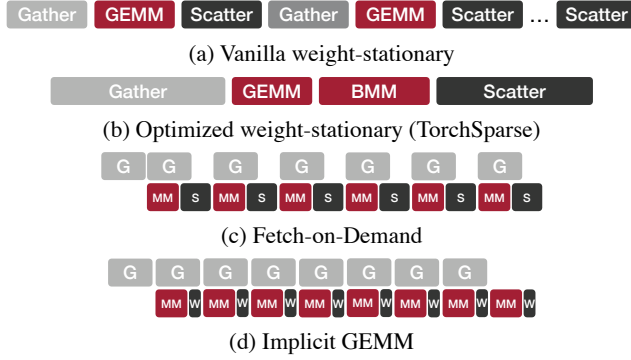 Gather GEMM Scatter Gather GEMM Scatter ... Scatter
(a) Vanilla weight-stationary
Gather GEMM BMM Scatter
(b) Optimized weight-stationary (TorchSparse)
G G G G G G G
MM S MM S MM S MM S MM S MM S
(c) Fetch-on-Demand
G G G G G G G G
MM W MM W MM W MM W MM W MM W MM W MM W
(d) Implicit GEMM